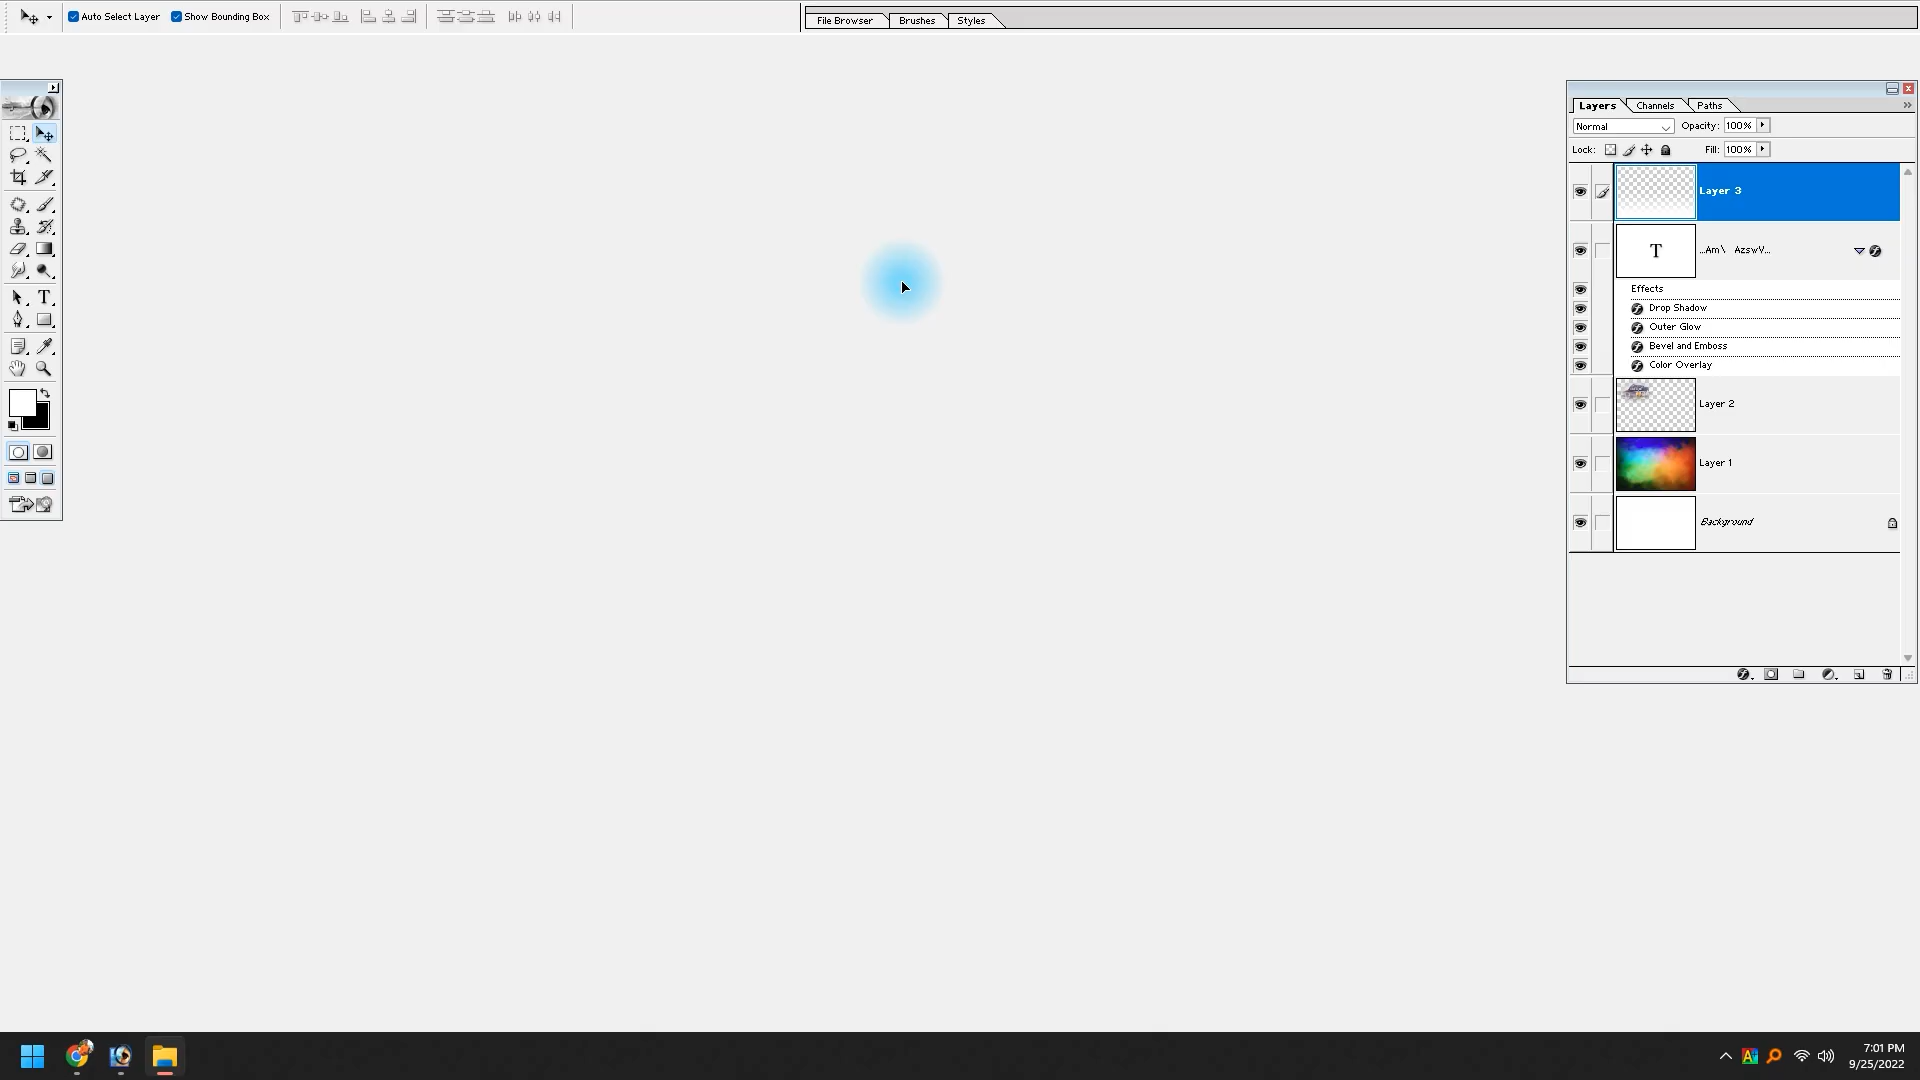 Auto Select Layer Show Bounding Box File Browser Brushes Styles
Layers Channels Paths
Normal Opacity: 100%
Lock: Fill: 100%
Layer 3
T ...Am\ AzswV...
Effects
Drop Shadow
Outer Glow
Bevel and Emboss
Color Overlay
Layer 2
Layer 1
Background
T
7:01 PM
9/25/2022